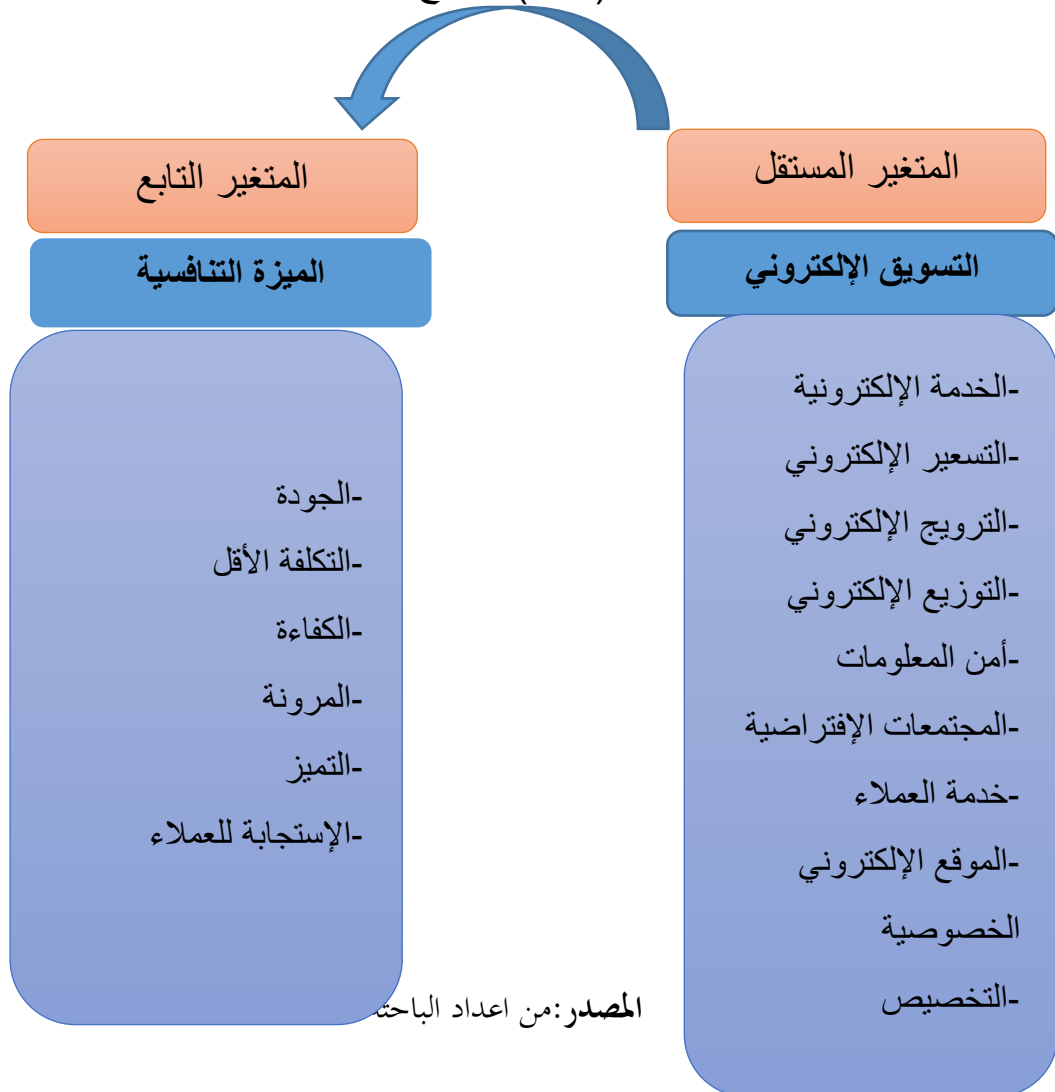 المتغير المستقل
التسويق الإلكتروني
-الخدمة الإلكترونية
-التسعير الإلكتروني
-الترويج الإلكتروني
-التوزيع الإلكتروني
-أمن المعلومات
-المجتمعات الإفتراضية
-خدمة العملاء
-الموقع الإلكتروني
الخصوصية
-التخصيص
المتغير التابع
الميزة التنافسية
-الجودة
-التكلفة الأقل
-الكفاءة
-المرونة
-التميز
-الإستجابة للعملاء
المصدر:من اعداد الباحتة